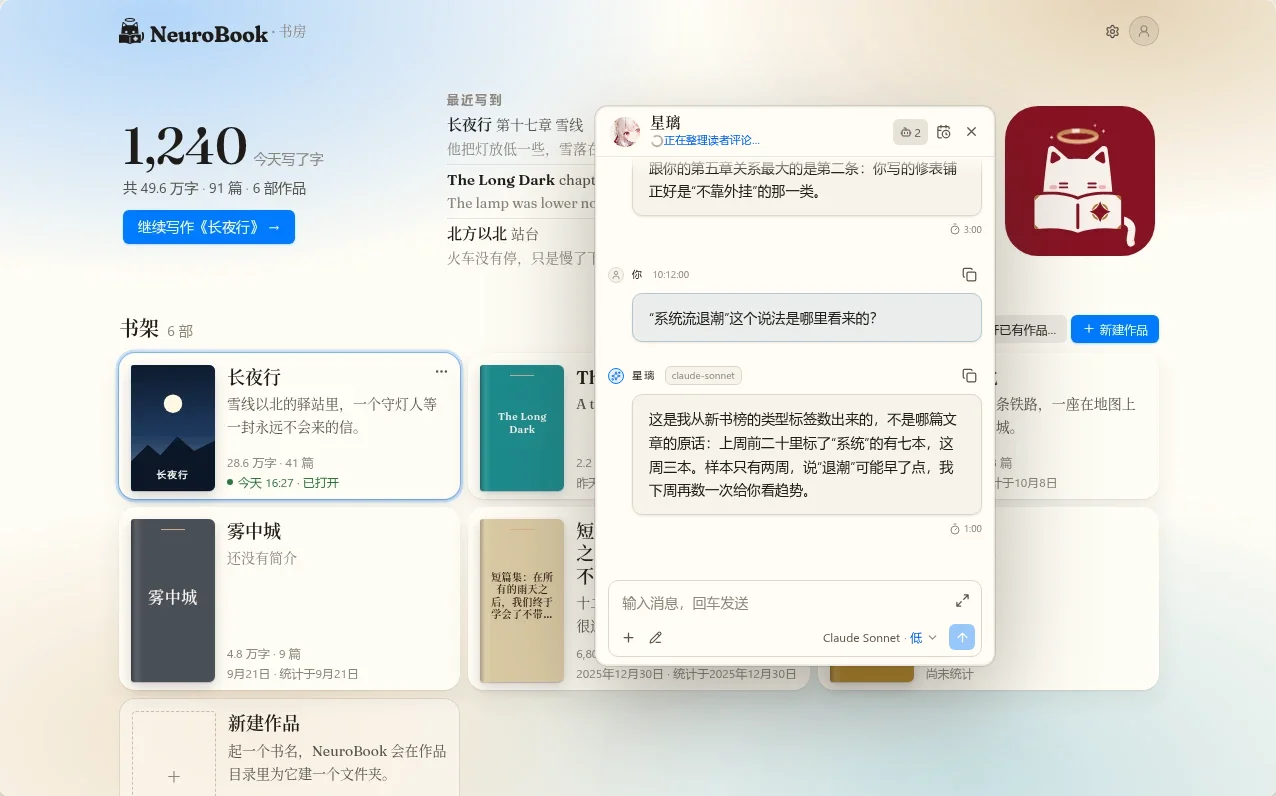 NeuroBook · 书房
1,240 今天写了字
共 49.6 万字 · 91 篇 · 6 部作品
继续写作《长夜行》 →
最近写到
长夜行 第十七章 雪线
他把灯放低一些，雪落在
The Long Dark chapt
The lamp was lower no
北方以北 站台
火车没有停，只是慢了下
星璃
正在整理读者评论...
2
跟你的第五章关系最大的是第二条：你写的修表铺
正好是“不靠外挂”的那一类。
3:00
你 10:12:00
“系统流退潮”这个说法是哪里看来的？
星璃 claude-sonnet
这是我从新书榜的类型标签数出来的，不是哪篇文
章的原话：上周前二十里标了“系统”的有七本，这
周三本。样本只有两周，说“退潮”可能早了点，我
下周再数一次给你看趋势。
1:00
输入消息，回车发送
Claude Sonnet · 低
书架 6 部
已有作品...
+ 新建作品
长夜行
长夜行
雪线以北的驿站里，一个守灯人等
一封永远不会来的信。
28.6 万字 · 41 篇
今天 16:27 · 已打开
The Long
Dark
Th
A t
2.2
昨天
条铁路，一座在地图上
城。
篇
计于10月8日
雾中城
雾中城
还没有简介
4.8 万字 · 9 篇
9月21日 · 统计于9月21日
短篇集：在所
有的雨天之
后，我们终于
学会了不带...
短
之
不
十二
很
6,80
2025年12月30日 · 统计于2025年12月30日
尚未统计
+
新建作品
起一个书名，NeuroBook 会在作品
目录里为它建一个文件夹。